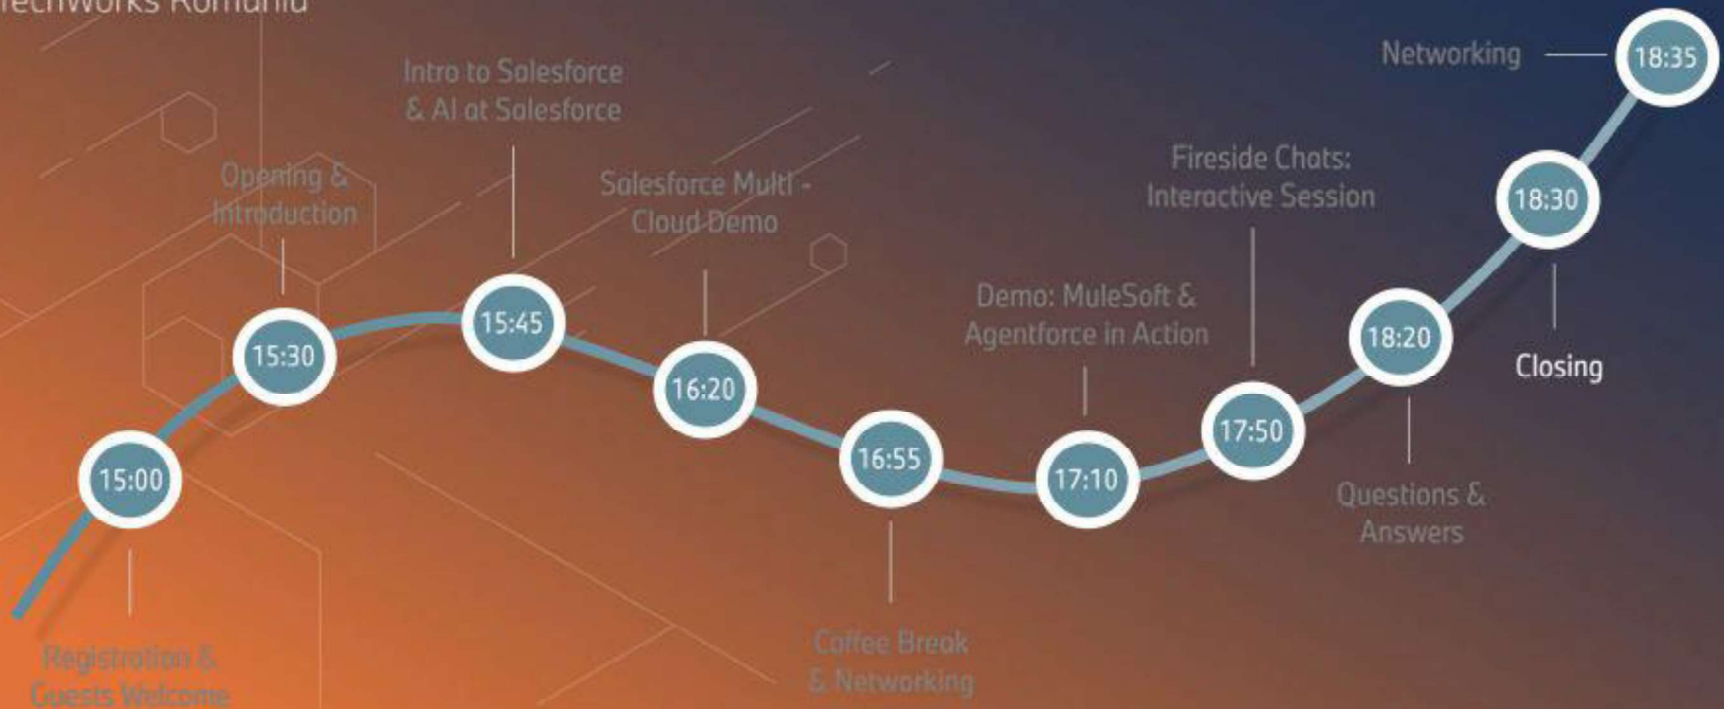 TechWorks Romania
Intro to Salesforce
& AI at Salesforce
Opening &
Introduction
Salesforce Multi -
Cloud Demo
Networking
Fireside Chats:
Interactive Session
Demo: MuleSoft &
Agentforce in Action
18:35
18:30
18:20
Closing
15:45
15:30
16:20
17:50
16:55
17:10
15:00
Questions &
Answers
Registration &
Guests Welcome
Coffee Break
& Networking